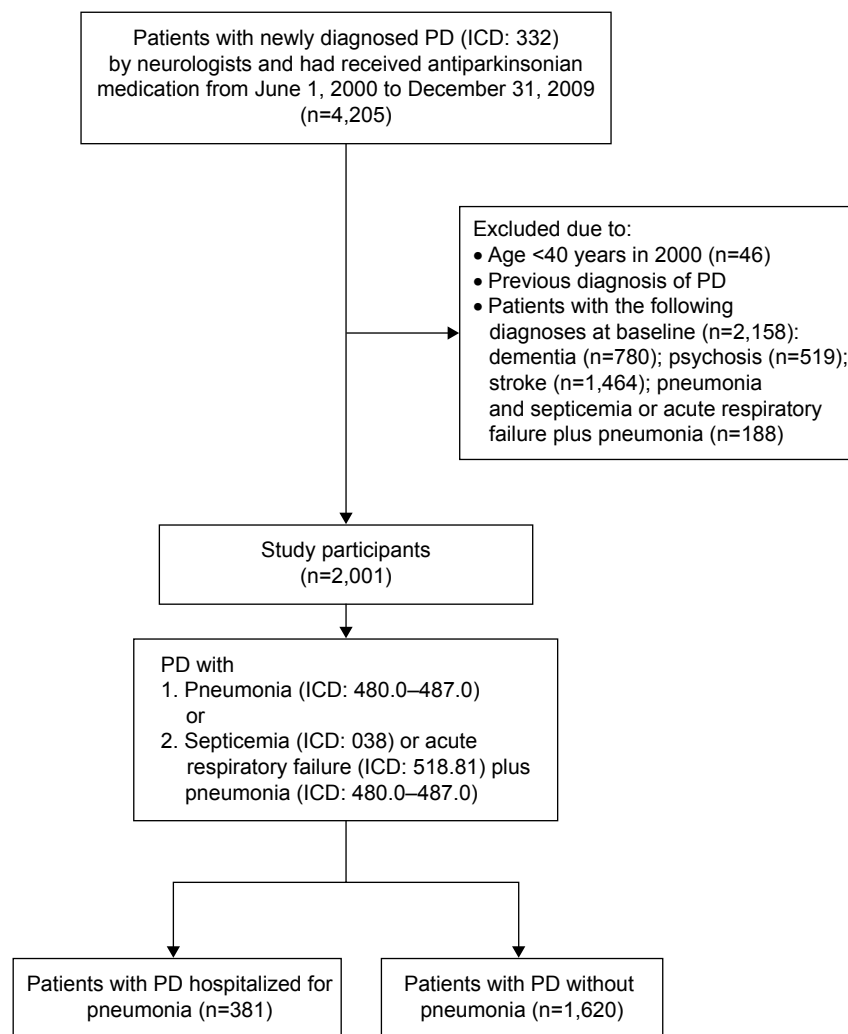 Patients with newly diagnosed PD (ICD: 332)
by neurologists and had received antiparkinsonian
medication from June 1, 2000 to December 31, 2009
(n=4,205)
Excluded due to:
• Age <40 years in 2000 (n=46)
• Previous diagnosis of PD
• Patients with the following
diagnoses at baseline (n=2,158):
dementia (n=780); psychosis (n=519);
stroke (n=1,464); pneumonia
and septicemia or acute respiratory
failure plus pneumonia (n=188)
Study participants
(n=2,001)
PD with
1. Pneumonia (ICD: 480.0–487.0)
or
2. Septicemia (ICD: 038) or acute
respiratory failure (ICD: 518.81) plus
pneumonia (ICD: 480.0–487.0)
Patients with PD hospitalized for
pneumonia (n=381)
Patients with PD without
pneumonia (n=1,620)